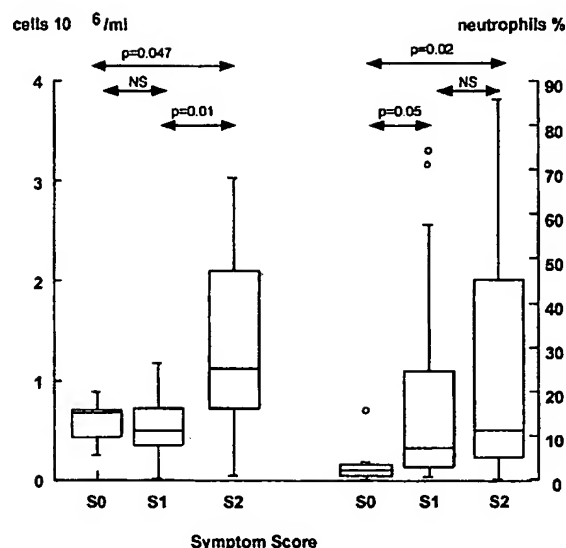 cells 10 6/ml neutrophils %
p=0.047 p=0.02
NS NS
p=0.01 p=0.05
4 90
80
3 70
60
2 50
40
1 30
20
10
0 0
S0 S1 S2 S0 S1 S2
Symptom Score